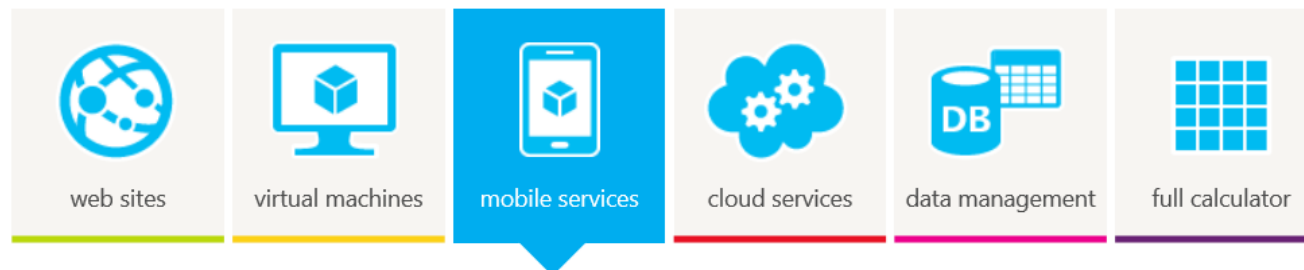 DB
web sites
virtual machines
mobile services
cloud services
data management
full calculator